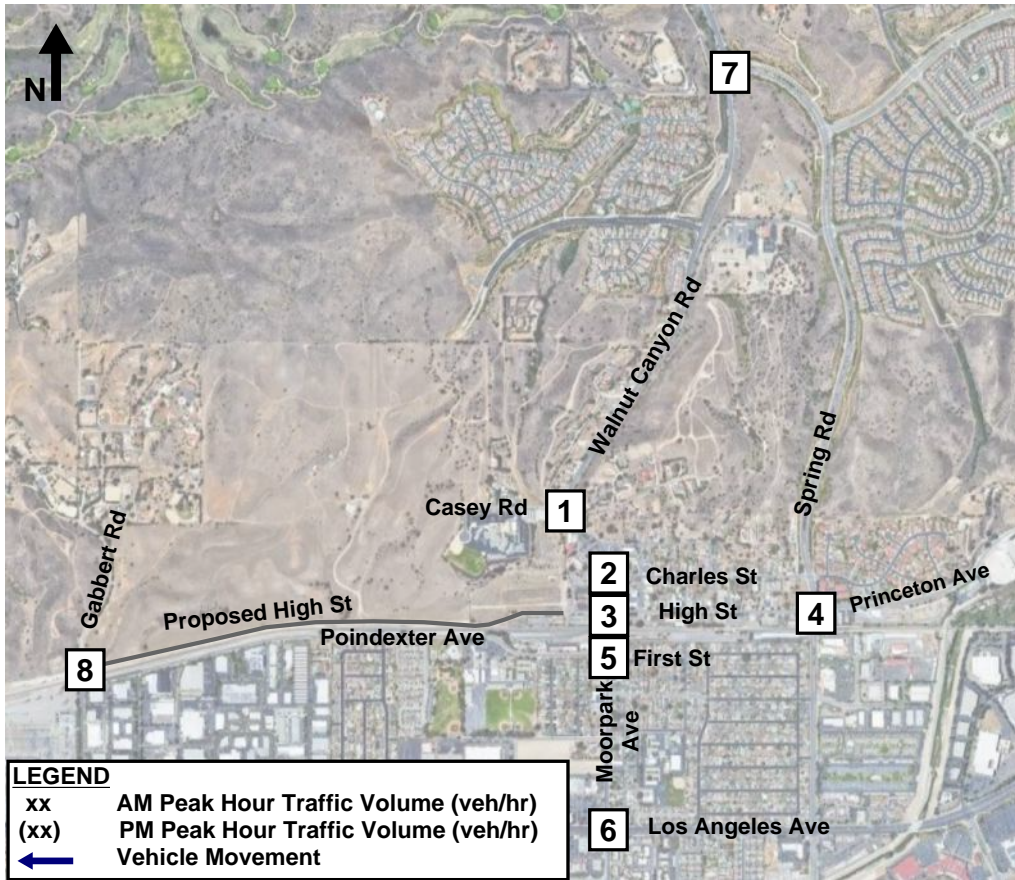 N
7
Walnut Canyon Rd
Spring Rd
Casey Rd
1
Gabbert Rd
2
Charles St
Proposed High St
3
High St
4
Princeton Ave
Poindexter Ave
8
5
First St
Moorpark
Ave
6
Los Angeles Ave
LEGEND
xx AM Peak Hour Traffic Volume (veh/hr)
(xx) PM Peak Hour Traffic Volume (veh/hr)
Vehicle Movement